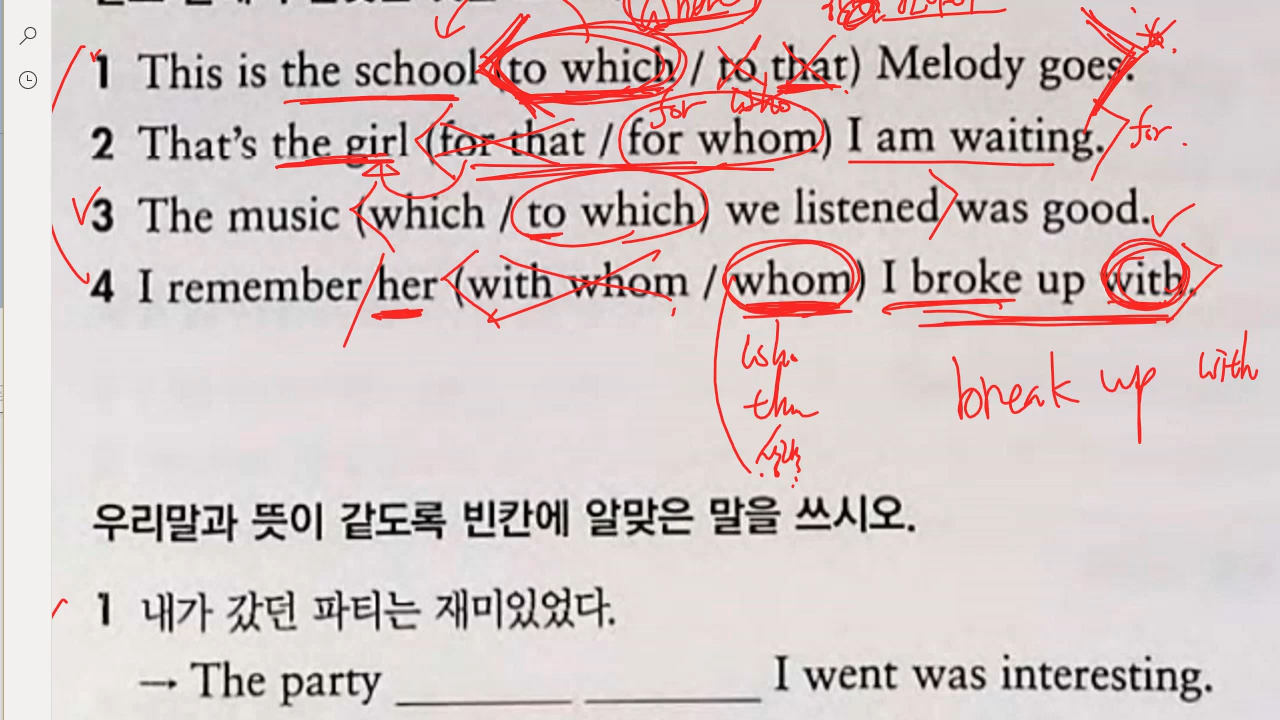 1 This is the school (to which / to that) Melody goes.
for who
2 That's the girl (for that / for whom) I am waiting. for.
3 The music (which / to which) we listened was good.
4 I remember her (with whom / whom) I broke up with.
break up with
우리말과 뜻이 같도록 빈칸에 알맞은 말을 쓰시오.
1 내가 갔던 파티는 재미있었다.
→ The party ______ ______ I went was interesting.